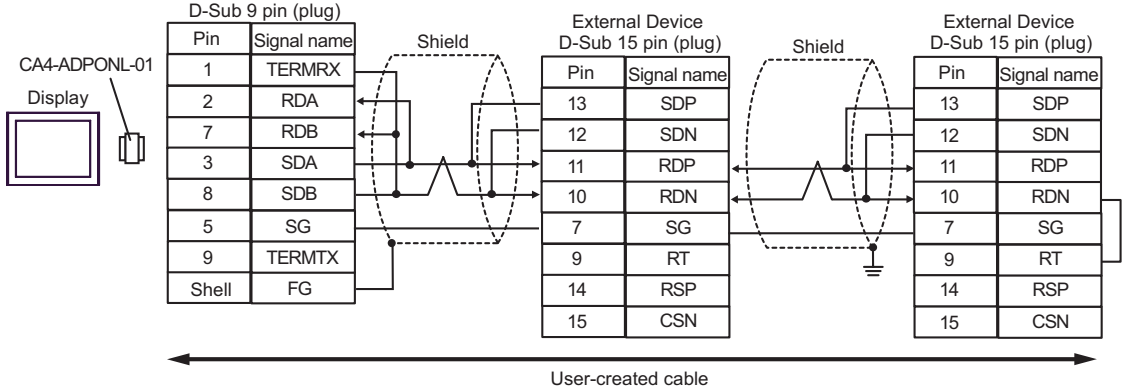 D-Sub 9 pin (plug)
Pin Signal name
1 TERMRX
2 RDA
7 RDB
3 SDA
8 SDB
5 SG
9 TERMTX
Shell FG
CA4-ADPONL-01
Display
Shield
External Device
D-Sub 15 pin (plug)
Pin Signal name
13 SDP
12 SDN
11 RDP
10 RDN
7 SG
9 RT
14 RSP
15 CSN
Shield
External Device
D-Sub 15 pin (plug)
Pin Signal name
13 SDP
12 SDN
11 RDP
10 RDN
7 SG
9 RT
14 RSP
15 CSN
User-created cable